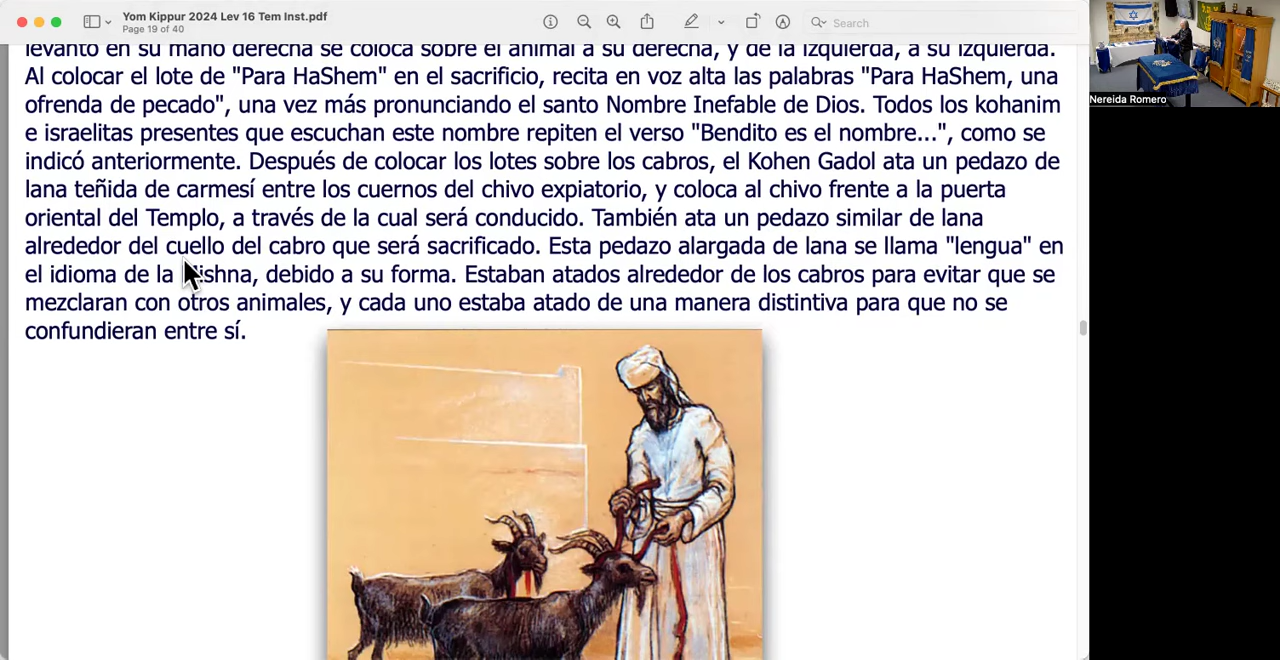 Yom Kippur 2024 Lev 16 Tem Inst.pdf
Page 19 of 40
Search
levanto en su mano derecha se coloca sobre el animal a su derecha, y de la izquierda, a su izquierda.
Al colocar el lote de "Para HaShem" en el sacrificio, recita en voz alta las palabras "Para HaShem, una
ofrenda de pecado", una vez más pronunciando el santo Nombre Inefable de Dios. Todos los kohanim
e israelitas presentes que escuchan este nombre repiten el verso "Bendito es el nombre...", como se
indicó anteriormente. Después de colocar los lotes sobre los cabros, el Kohen Gadol ata un pedazo de
lana teñida de carmesí entre los cuernos del chivo expiatorio, y coloca al chivo frente a la puerta
oriental del Templo, a través de la cual será conducido. También ata un pedazo similar de lana
alrededor del cuello del cabro que será sacrificado. Esta pedazo alargada de lana se llama "lengua" en
el idioma de la ishna, debido a su forma. Estaban atados alrededor de los cabros para evitar que se
mezclaran con otros animales, y cada uno estaba atado de una manera distintiva para que no se
confundieran entre sí.
Nereida Romero